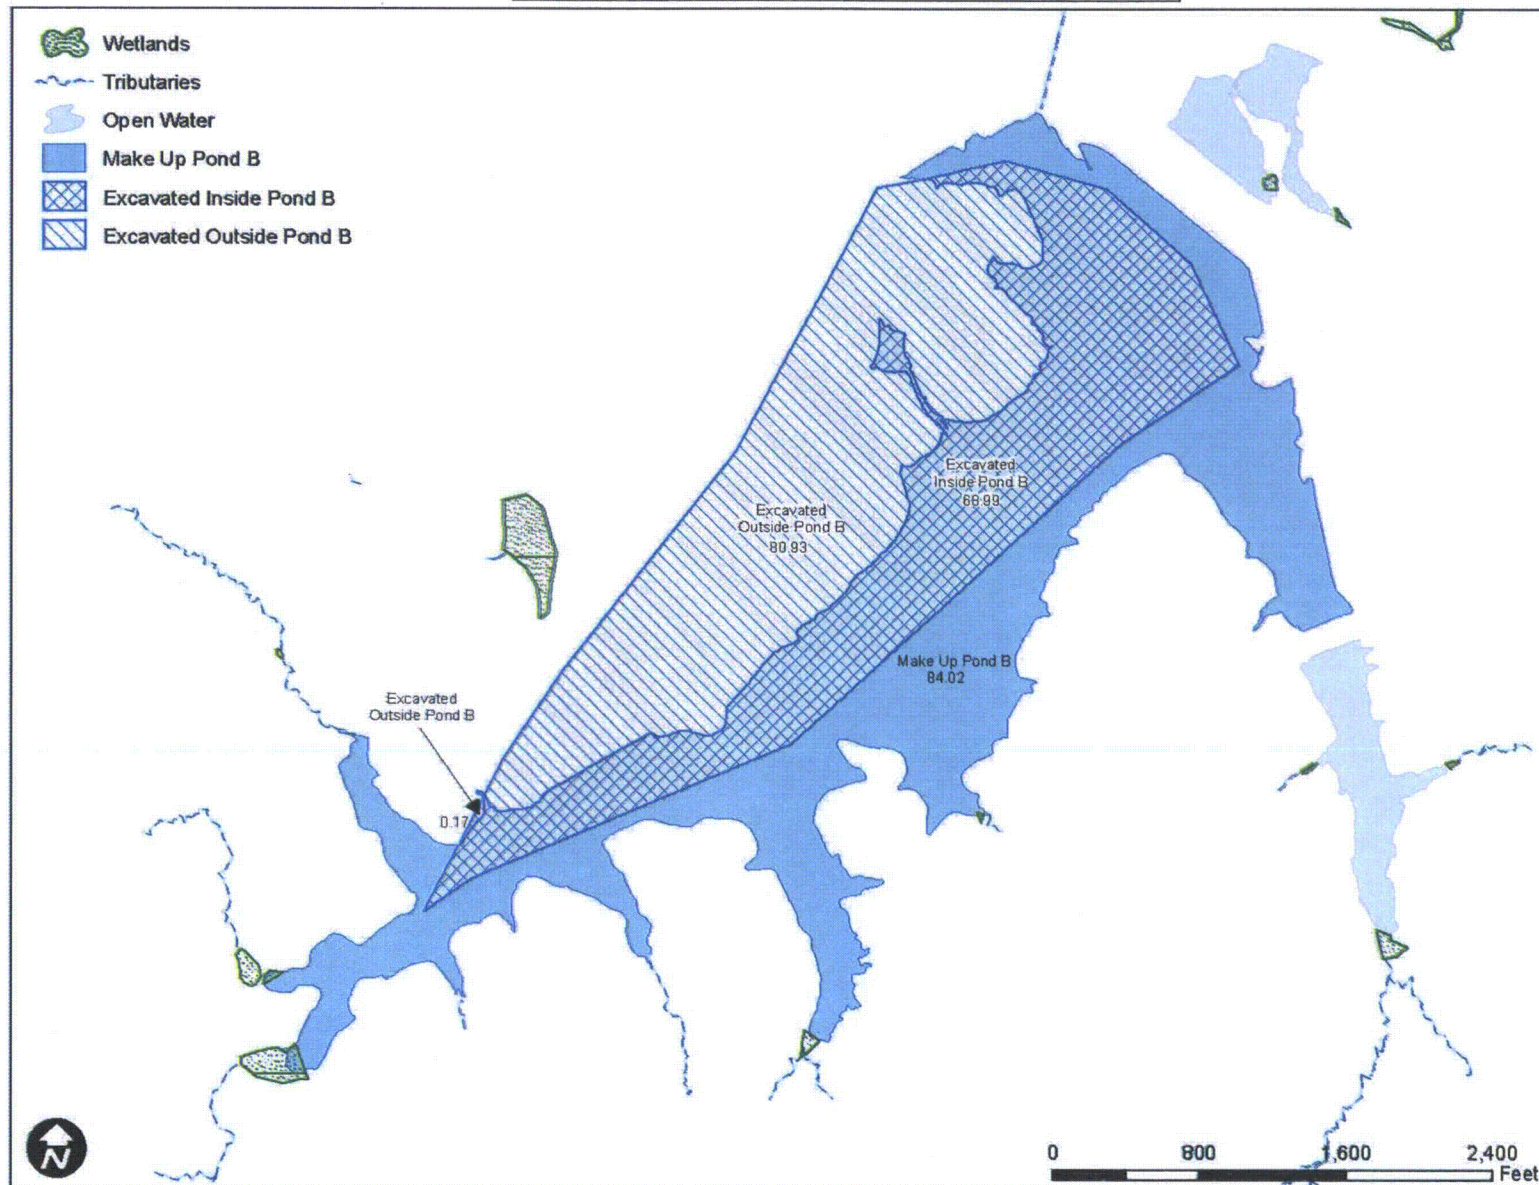 Wetlands
Tributaries
Open Water
Make Up Pond B
Excavated Inside Pond B
Excavated Outside Pond B
Excavated
Inside Pond B
68.99
Excavated
Outside Pond B
80.93
Make Up Pond B
84.02
Excavated
Outside Pond B
0.17
N
0 800 1,600 2,400
Feet